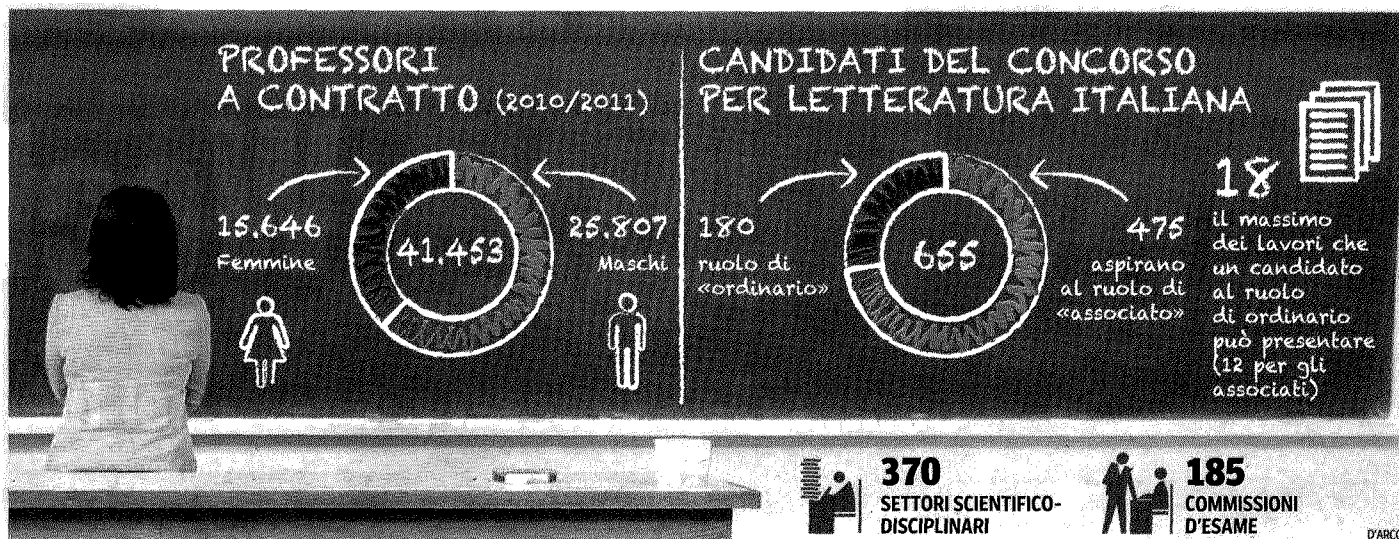 PROFESSORI
A CONTRATTO (2010/2011)
15.646
Femmine
41.453
25.807
Maschi
CANDIDATI DEL CONCORSO
PER LETTERATURA ITALIANA
180
ruolo di
«ordinario»
655
475
aspirano
al ruolo di
«associato»
18
il massimo
dei lavori che
un candidato
al ruolo
di ordinario
può presentare
(12 per gli
associati)
370
SETTORI SCIENTIFICO-
DISCIPLINARI
185
COMMISSIONI
D'ESAME
D'ARCO